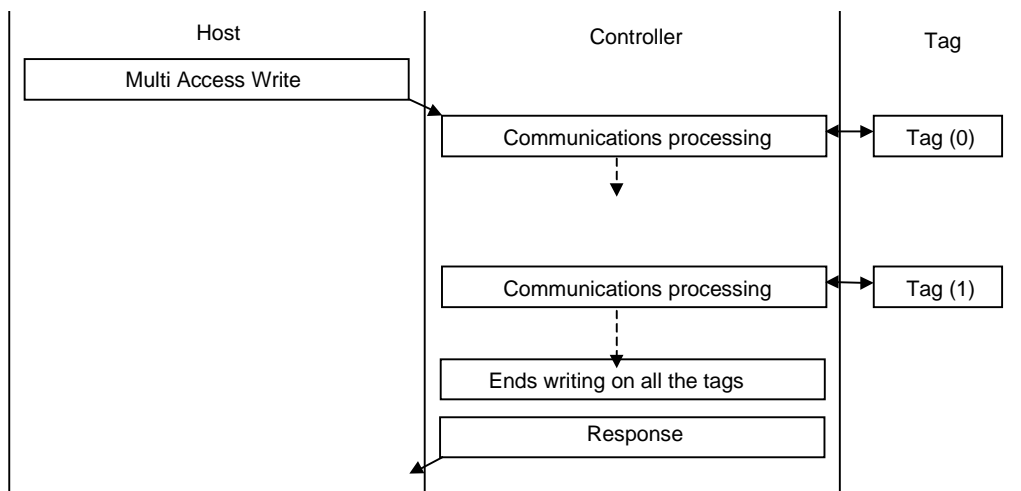 Host
Controller
Tag
Multi Access Write
Communications processing
Tag (0)
Communications processing
Tag (1)
Ends writing on all the tags
Response